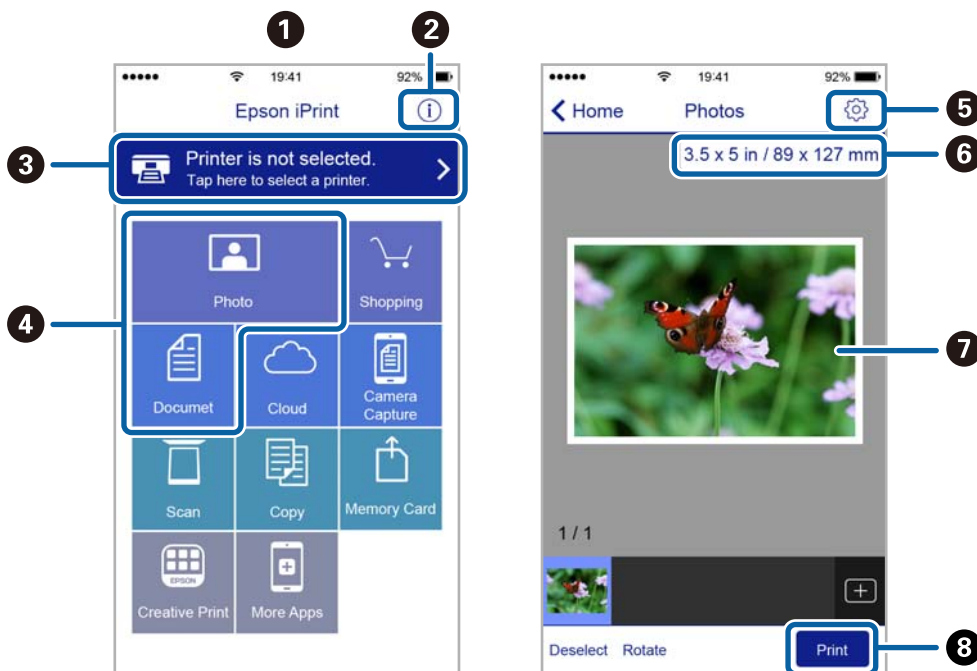 1
2
19:41
92%
Epson iPrint
i
3
Printer is not selected.
Tap here to select a printer.
4
Photo
Shopping
Documet
Cloud
Camera
Capture
Scan
Copy
Memory Card
EPSON
Creative Print
More Apps
19:41
92%
Home
Photos
5
3.5 x 5 in / 89 x 127 mm
6
7
1 / 1
Deselect
Rotate
Print
8